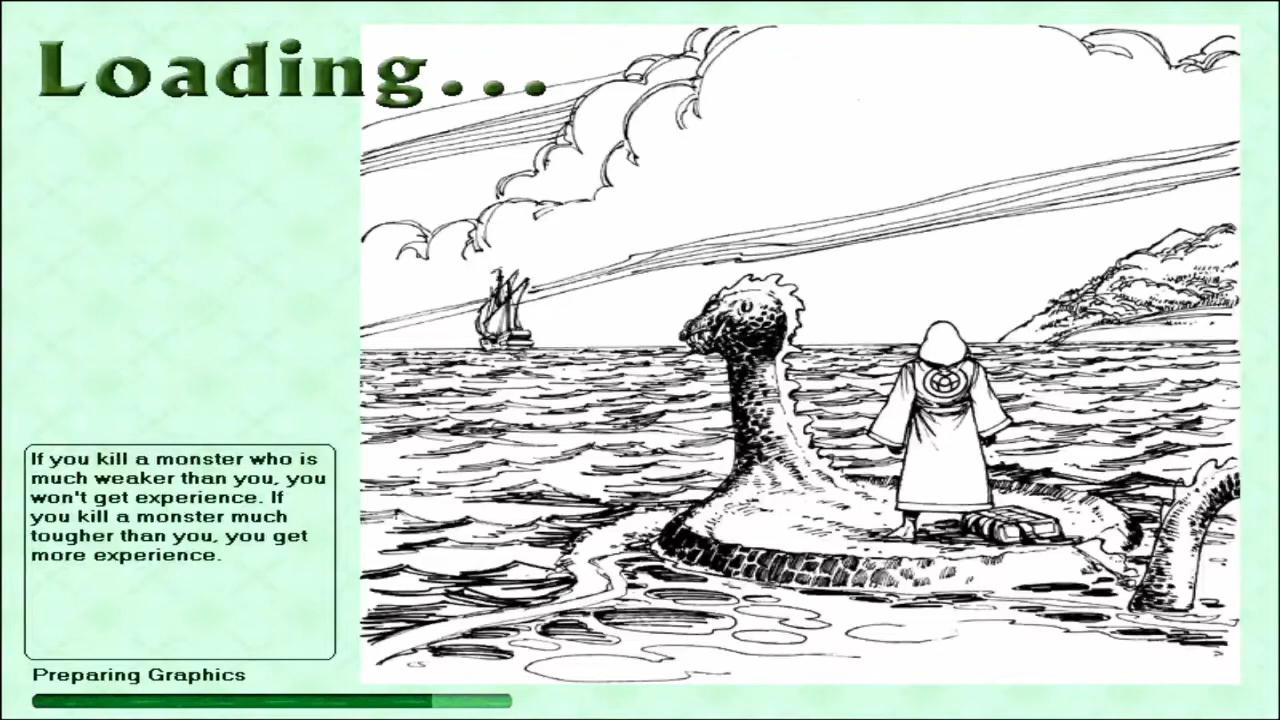 Loading...
If you kill a monster who is
much weaker than you, you
won't get experience. If
you kill a monster much
tougher than you, you get
more experience.
Preparing Graphics